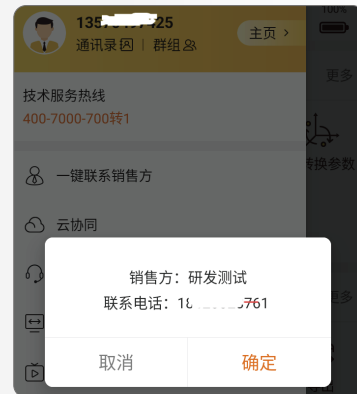 100%
通讯录 | 群组
主页 >
更多
技术服务热线
400-7000-700转1
转换参数
一键联系销售方
云协同
销售方：研发测试
联系电话：
更多
取消
确定